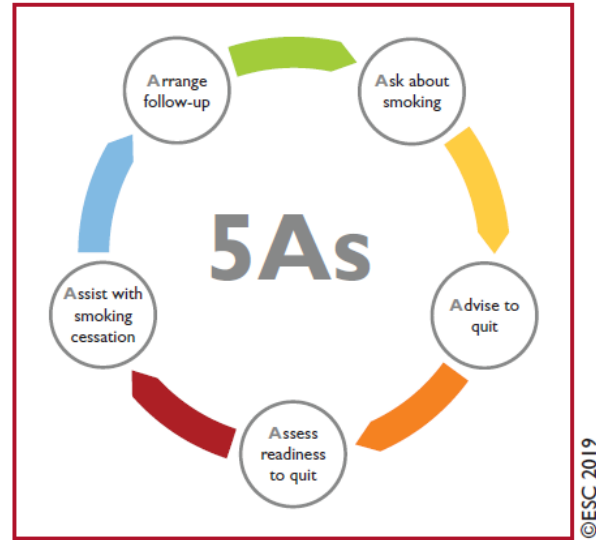 5As
Ask about
smoking
Advise to
quit
Assess
readiness
to quit
Assist with
smoking
cessation
Arrange
follow-up
©ESC 2019